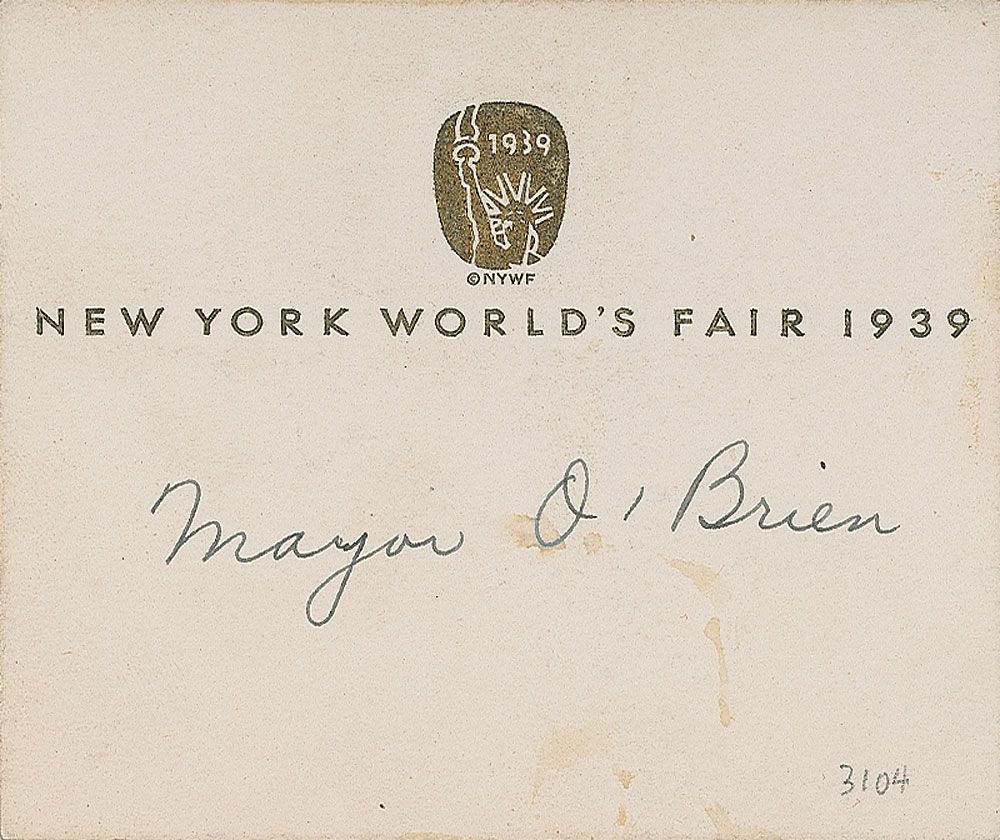 1939
©NYWF
NEW YORK WORLD'S FAIR 1939
Mayor O'Brien
3104